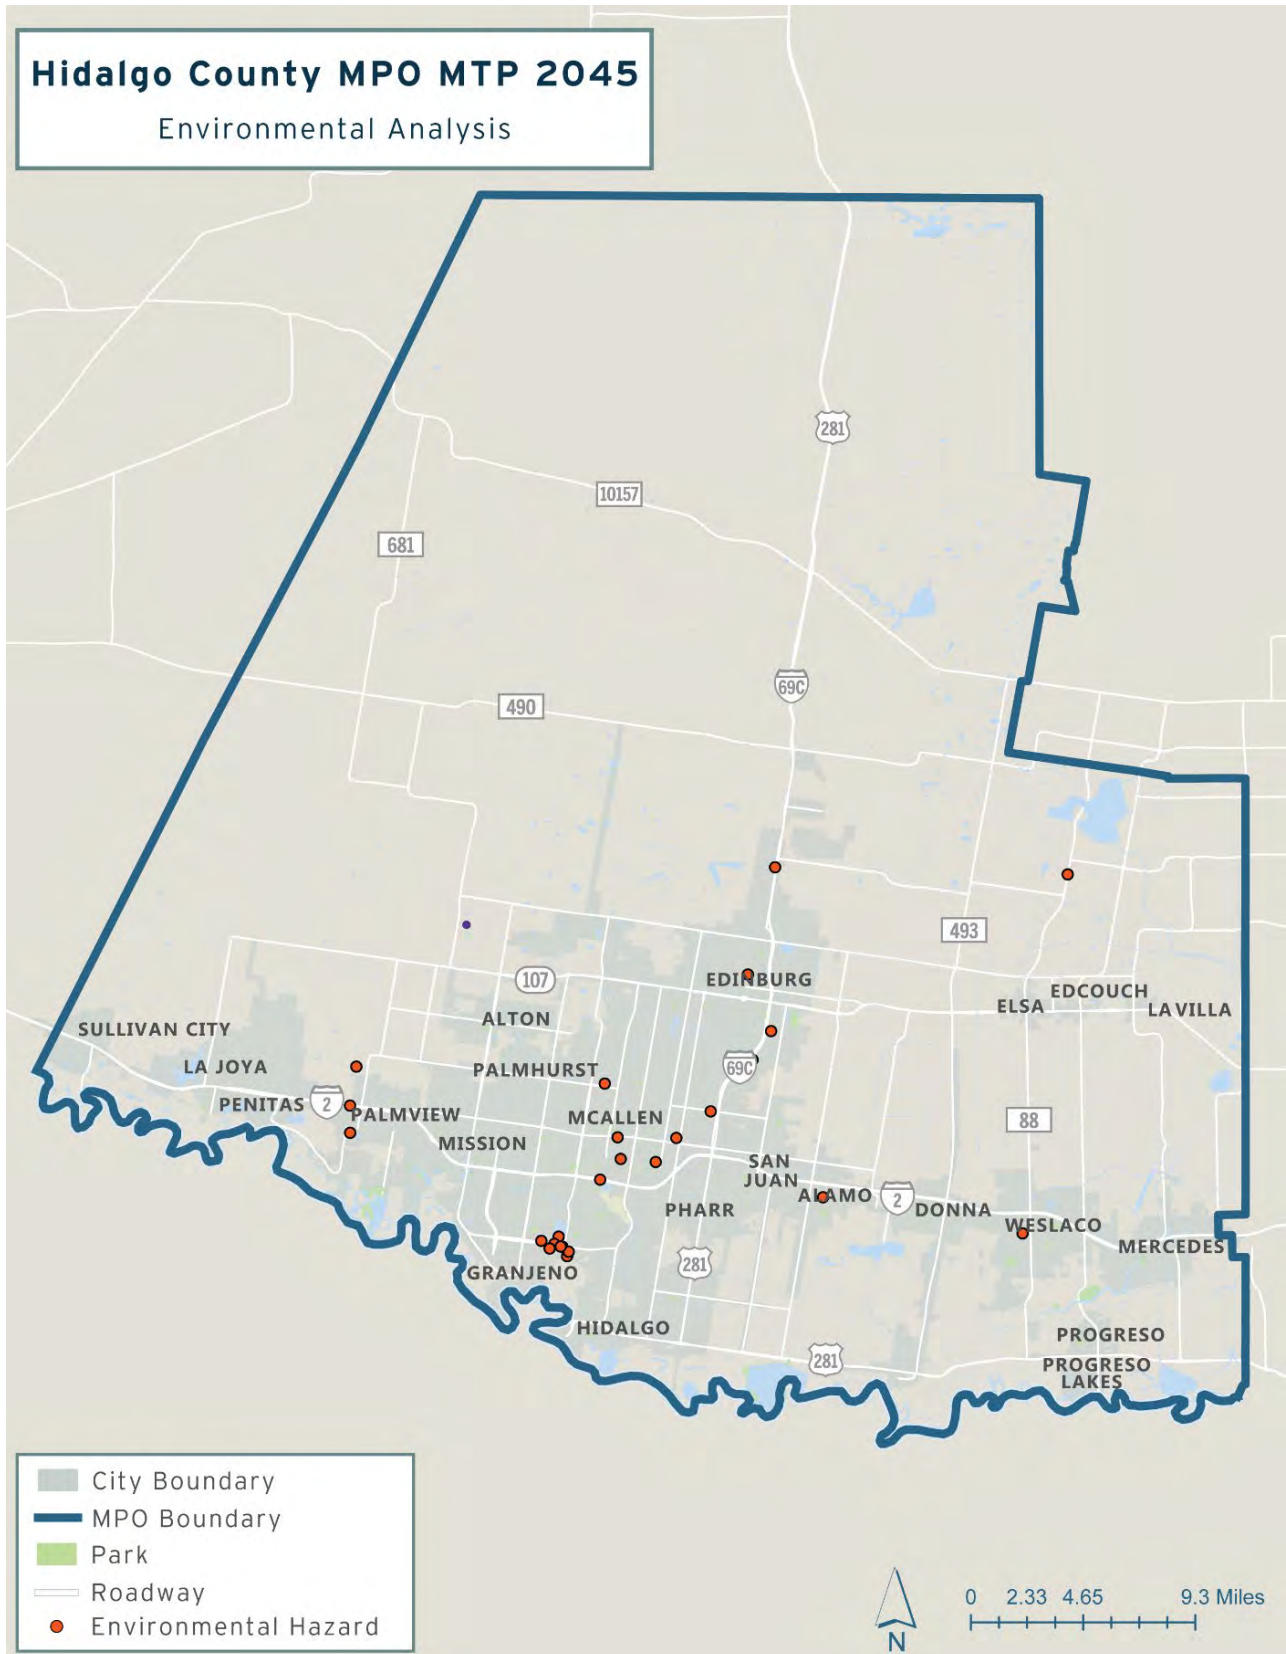 Hidalgo County MPO MTP 2045
Environmental Analysis
281
10157
681
69C
490
493
EDINBURG
107
EDCOUCH
ELSA
LA VILLA
ALTON
SULLIVAN CITY
LA JOYA
PALMHURST
69C
PENITAS
2
PALMVIEW
MCALLEN
88
MISSION
SAN
JUAN
ALAMO
2
DONNA
PHARR
WESLACO
MERCEDES
281
GRANJENO
HIDALGO
PROGRESO
281
PROGRESO
LAKES
City Boundary
MPO Boundary
Park
Roadway
Environmental Hazard
N
0 2.33 4.65 9.3 Miles